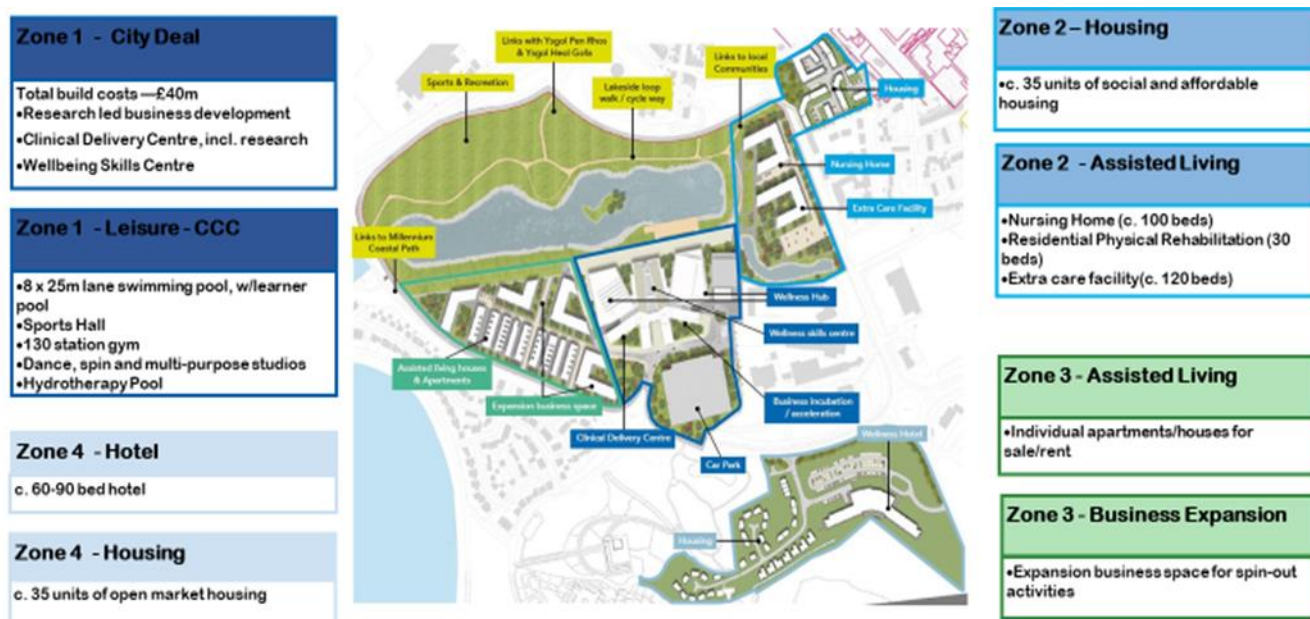 Zone 1 - City Deal
Total build costs —£40m
•Research led business development
•Clinical Delivery Centre, incl. research
•Wellbeing Skills Centre
Zone 1 - Leisure - CCC
•8 x 25m lane swimming pool, w/learner
pool
•Sports Hall
•130 station gym
•Dance, spin and multi-purpose studios
•Hydrotherapy Pool
Zone 4 - Hotel
c. 60-90 bed hotel
Zone 4 - Housing
c. 35 units of open market housing
Links with Ysgol Pen Rhos
& Ysgol Heol Goffa
Sports & Recreation
Lakeside loop
walk / cycle way
Links to local
Communities
Housing
Nursing Home
Extra Care Facility
Links to Millennium
Coastal Path
Wellness Hub
Wellness skills centre
Assisted living houses
& Apartments
Expansion business space
Business incubation
/ acceleration
Clinical Delivery Centre
Car Park
Wellness Hotel
Housing
Zone 2 – Housing
•c. 35 units of social and affordable
housing
Zone 2 - Assisted Living
•Nursing Home (c. 100 beds)
•Residential Physical Rehabilitation (30
beds)
•Extra care facility(c. 120 beds)
Zone 3 - Assisted Living
•Individual apartments/houses for
sale/rent
Zone 3 - Business Expansion
•Expansion business space for spin-out
activities